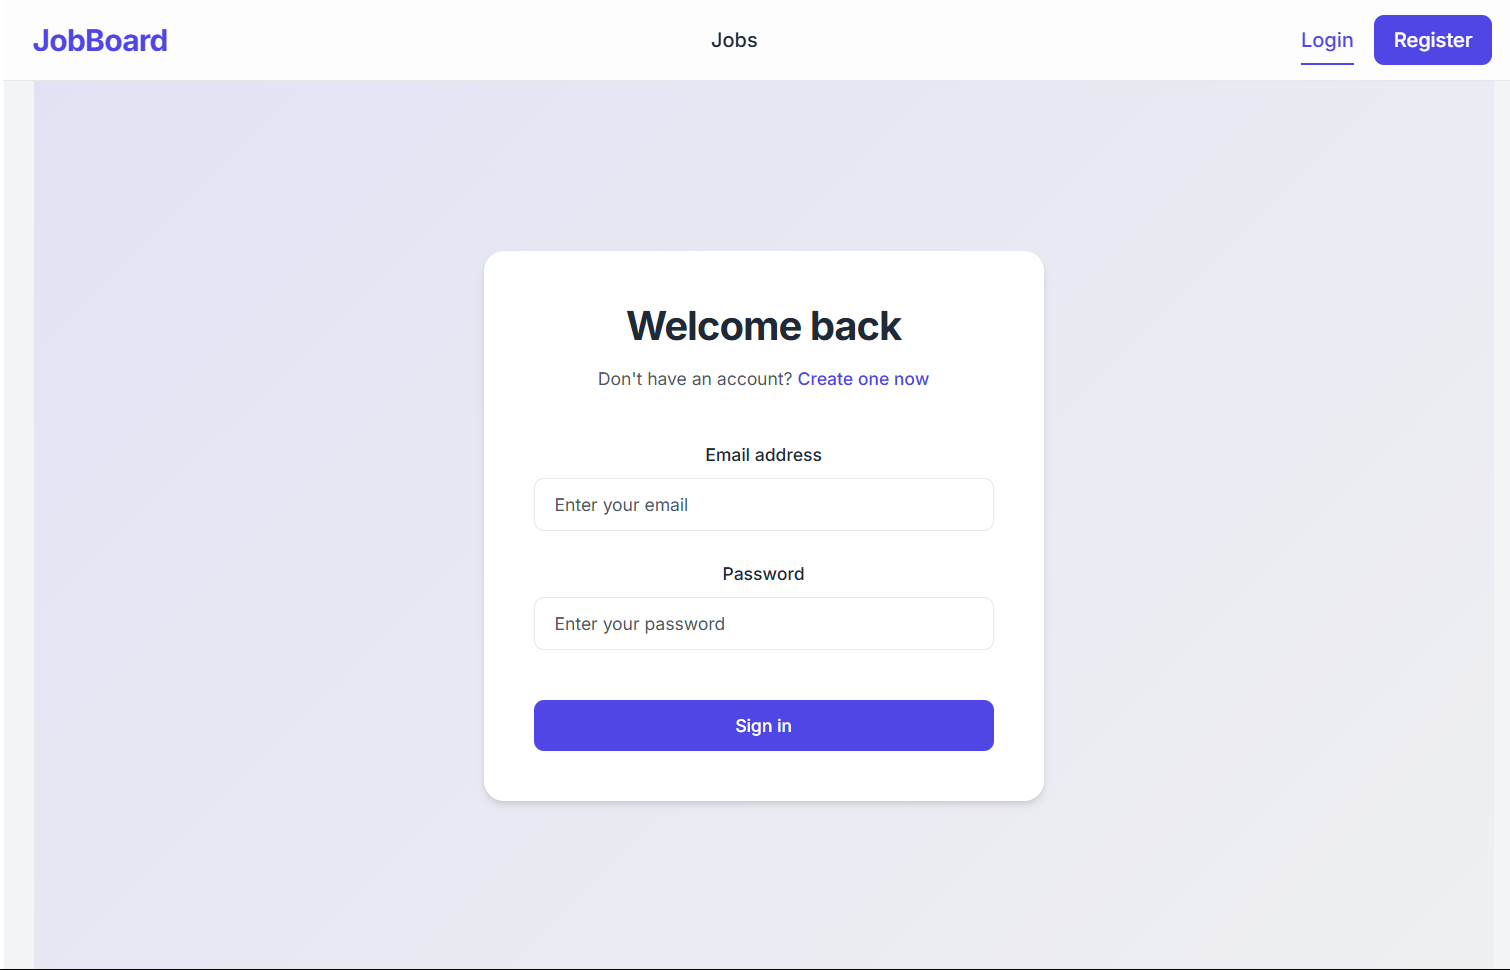 JobBoard
Jobs
Login
Register
Welcome back
Don't have an account? Create one now
Email address
Enter your email
Password
Enter your password
Sign in